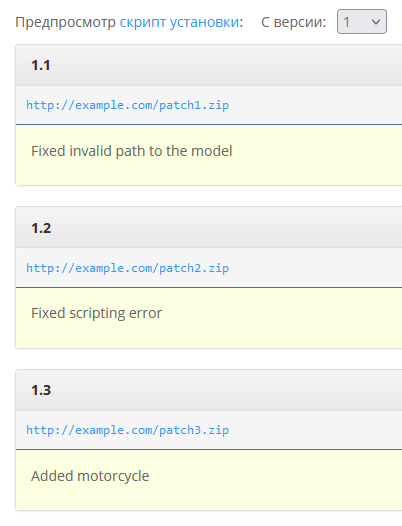 Предпросмотр скрипт установки: С версии: 1
1.1
http://example.com/patch1.zip
Fixed invalid path to the model
1.2
http://example.com/patch2.zip
Fixed scripting error
1.3
http://example.com/patch3.zip
Added motorcycle